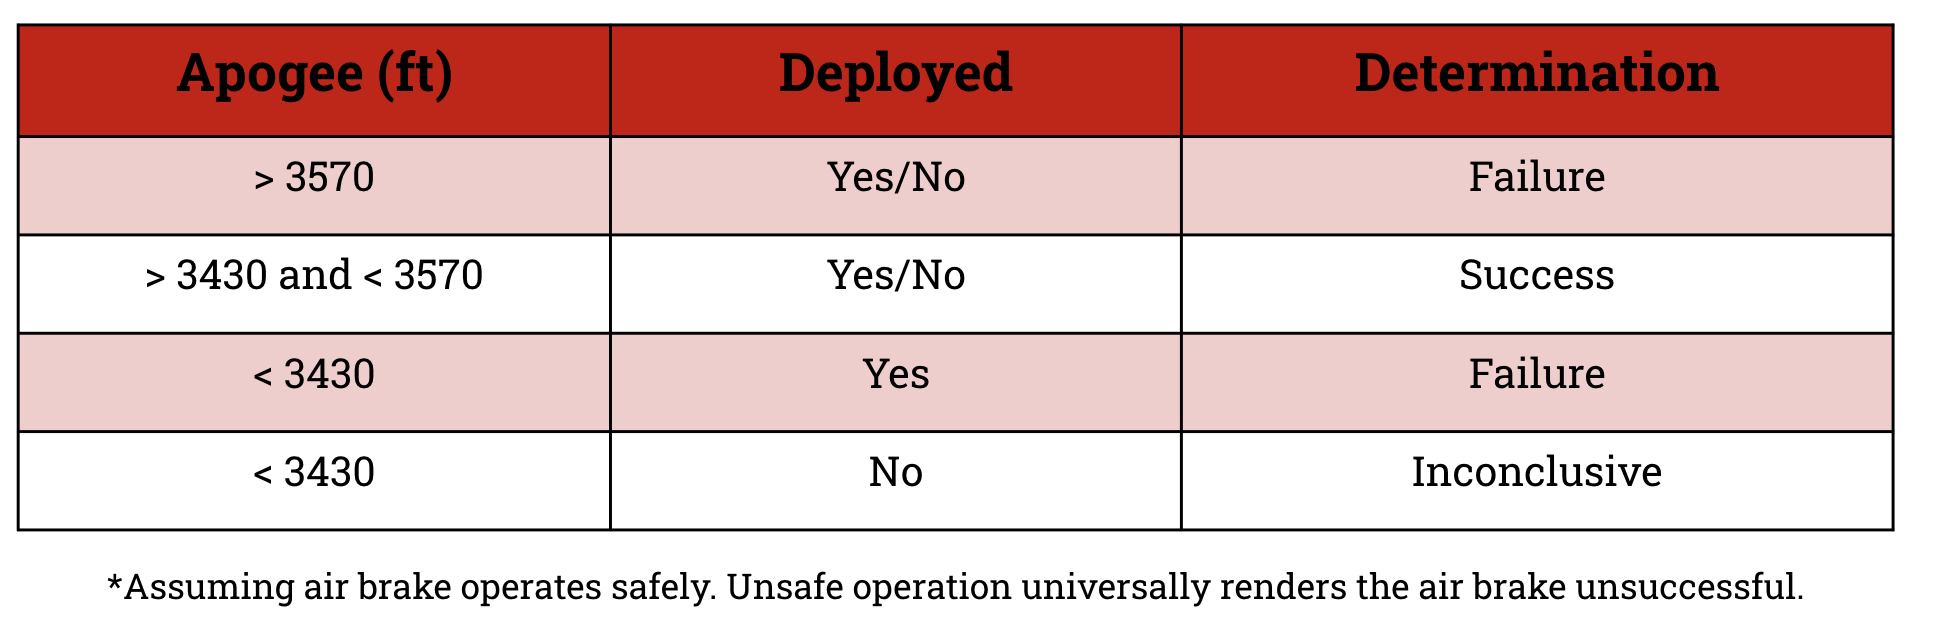 Apogee (ft) Deployed Determination
> 3570 Yes/No Failure
> 3430 and < 3570 Yes/No Success
< 3430 Yes Failure
< 3430 No Inconclusive
*Assuming air brake operates safely. Unsafe operation universally renders the air brake unsuccessful.